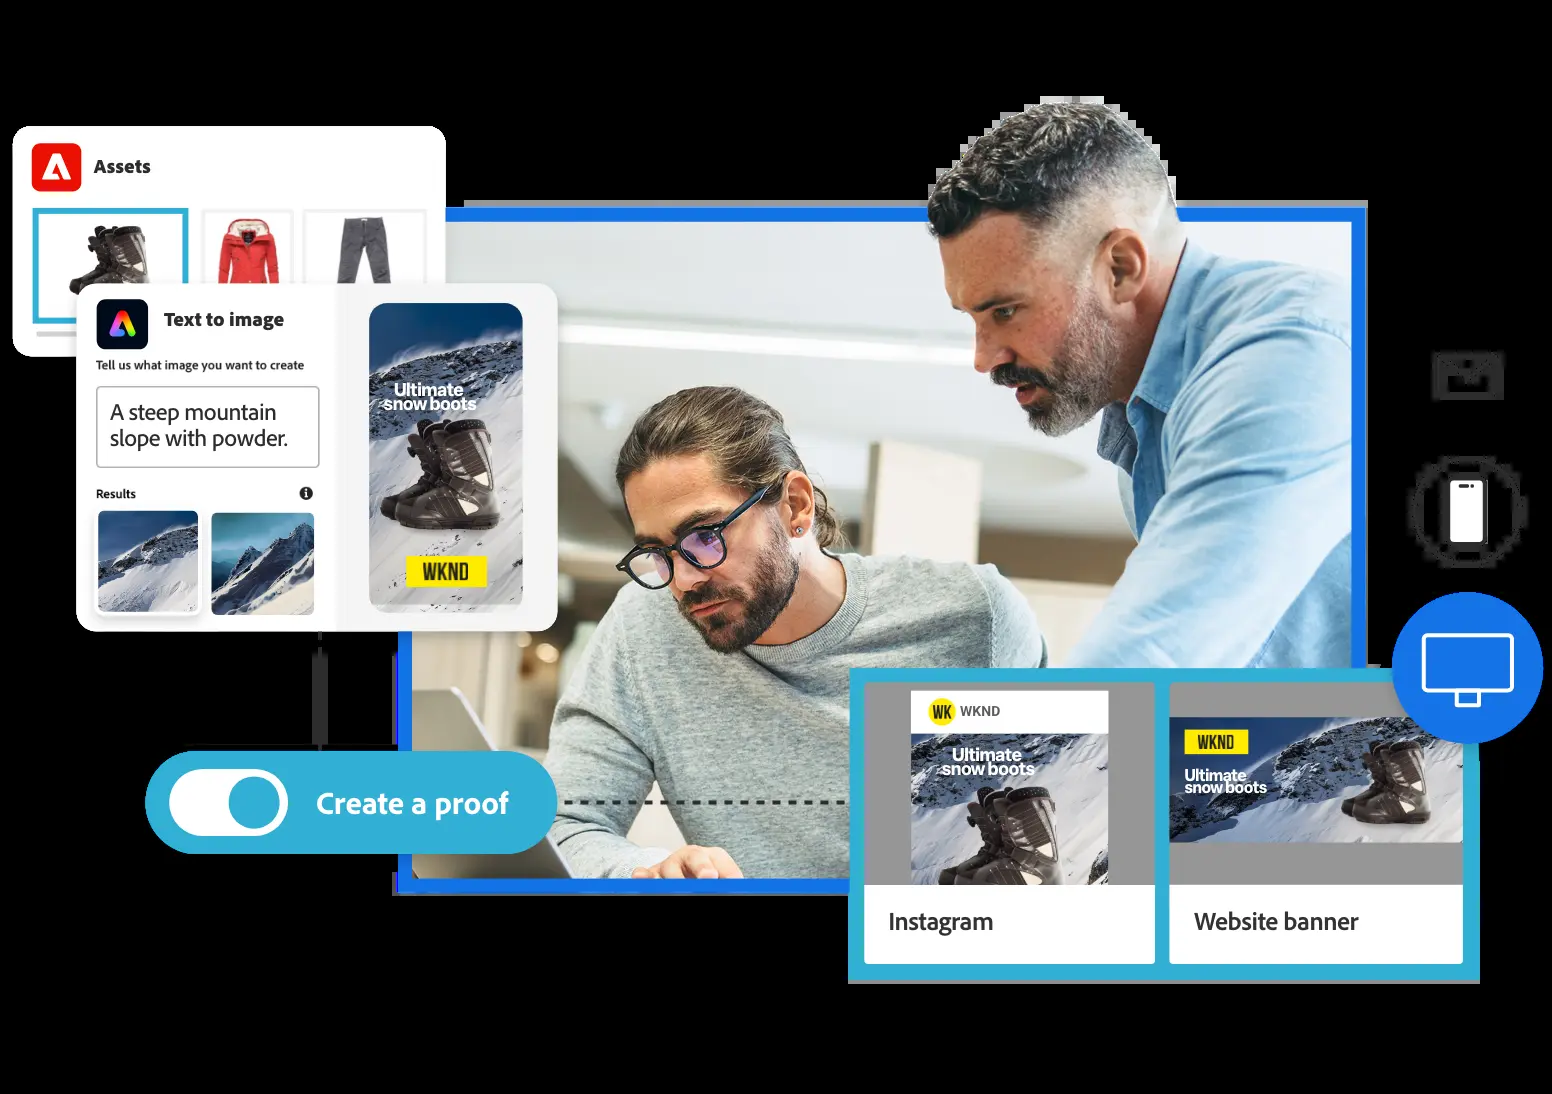 Assets
Text to image
Tell us what image you want to create
A steep mountain
slope with powder.
Results
Ultimate
snow boots
WKND
Create a proof
WK WKND
Ultimate
snow boots
Instagram
WKND
Ultimate
snow boots
Website banner